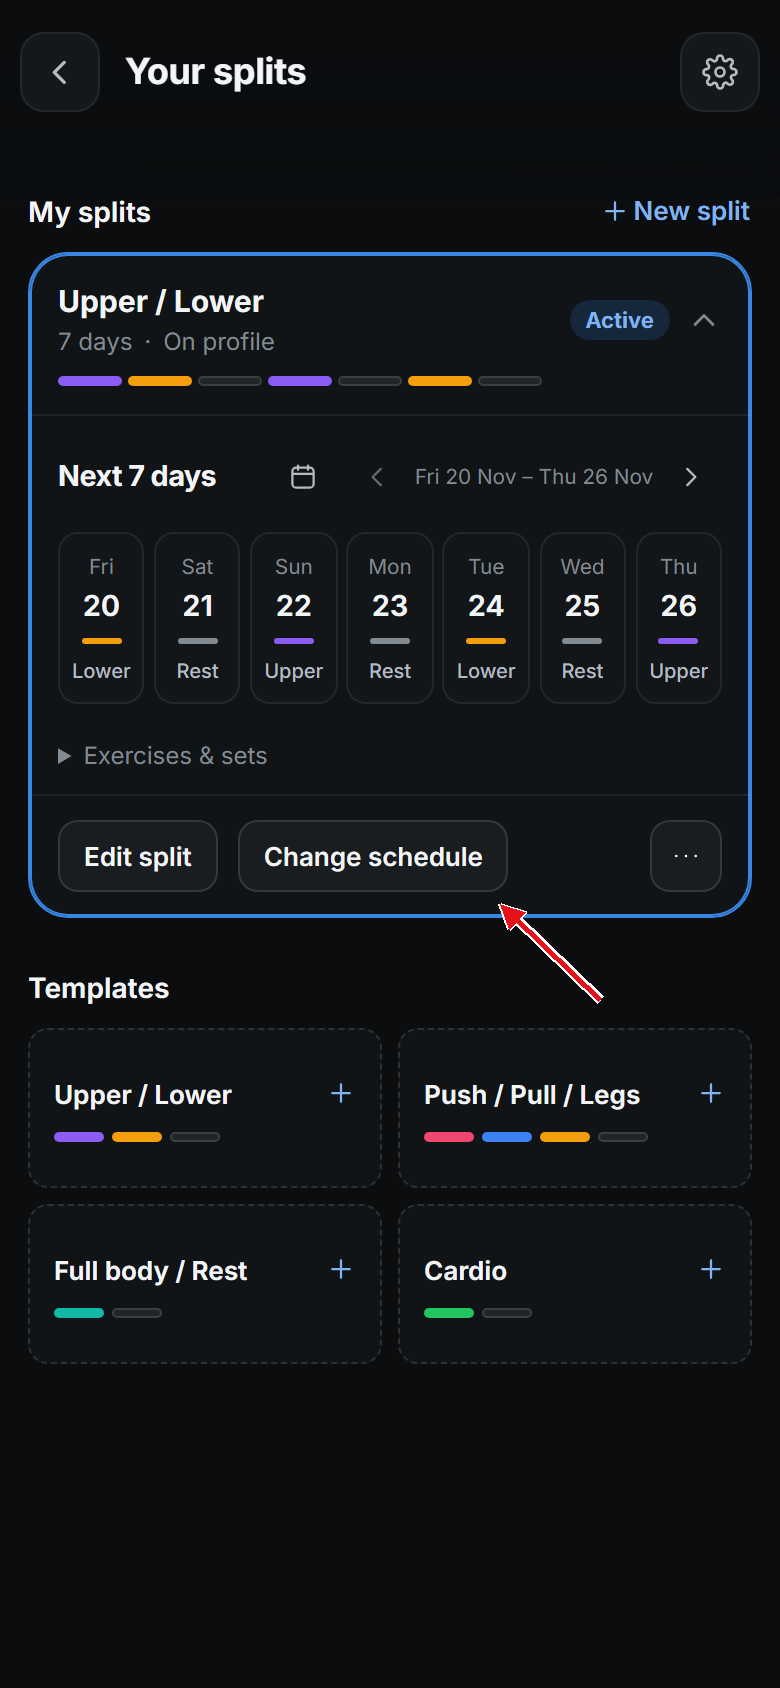 Your splits
My splits
+ New split
Upper / Lower
Active
7 days · On profile
Next 7 days
Fri 20 Nov – Thu 26 Nov
Fri Sat Sun Mon Tue Wed Thu
20 21 22 23 24 25 26
Lower Rest Upper Rest Lower Rest Upper
Exercises & sets
Edit split
Change schedule
...
Templates
Upper / Lower +
Push / Pull / Legs +
Full body / Rest +
Cardio +